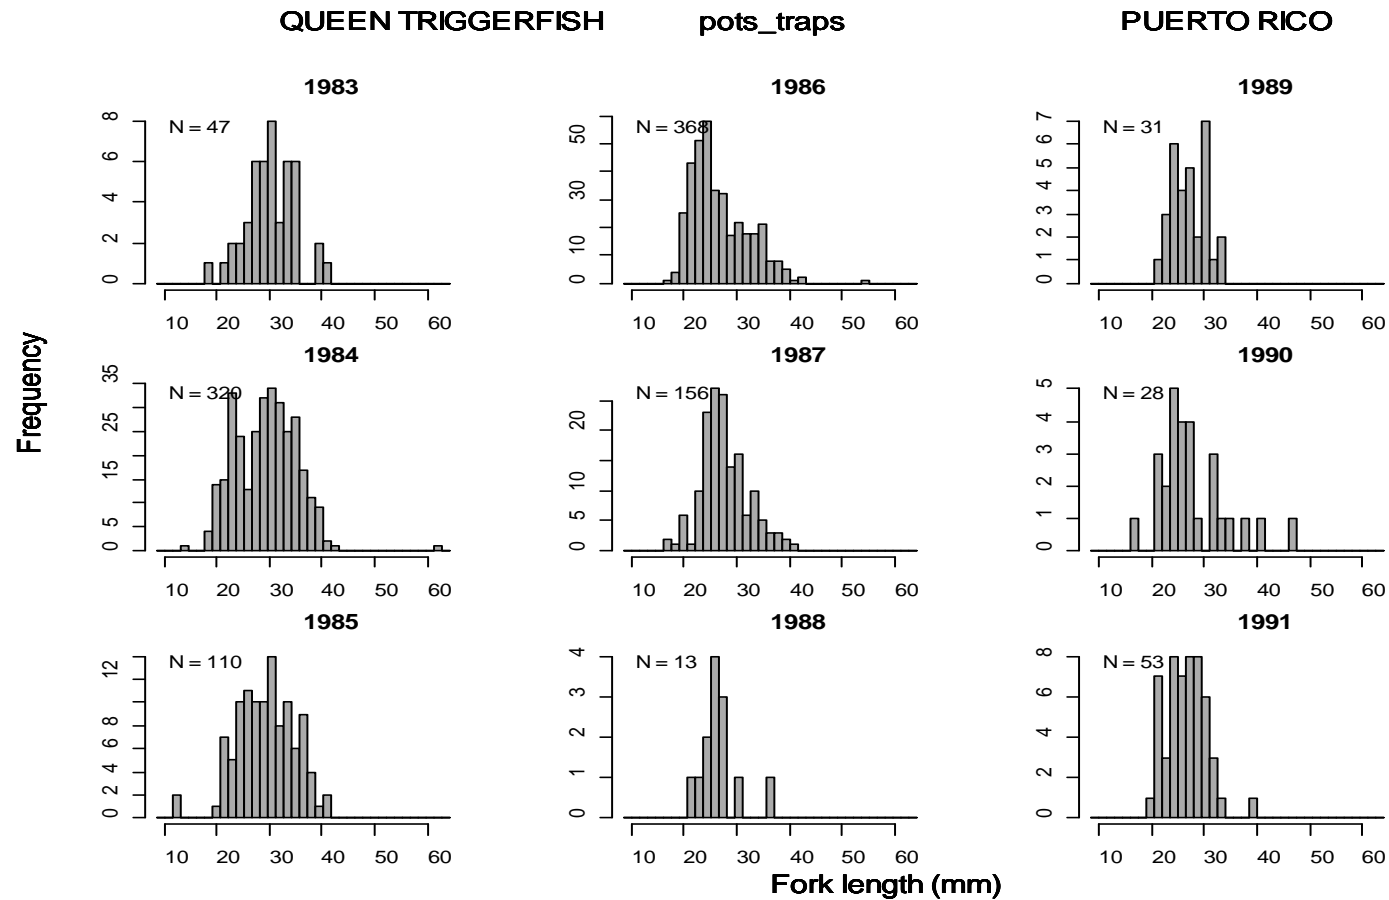 QUEEN TRIGGERFISH pots_traps PUERTO RICO
1983 1986 1989
N = 47 N = 368 N = 31
0 2 4 6 8
0 10 30 50
0 1 2 3 4 5 6 7
10 20 30 40 50 60 10 20 30 40 50 60 10 20 30 40 50 60
1984 1987 1990
N = 320 N = 156 N = 28
0 5 15 25 35
0 5 10 20
0 1 2 3 4 5
10 20 30 40 50 60 10 20 30 40 50 60 10 20 30 40 50 60
1985 1988 1991
N = 110 N = 13 N = 53
0 2 4 6 8 12
0 1 2 3 4
0 2 4 6 8
10 20 30 40 50 60 10 20 30 40 50 60 10 20 30 40 50 60
Frequency
Fork length (mm)